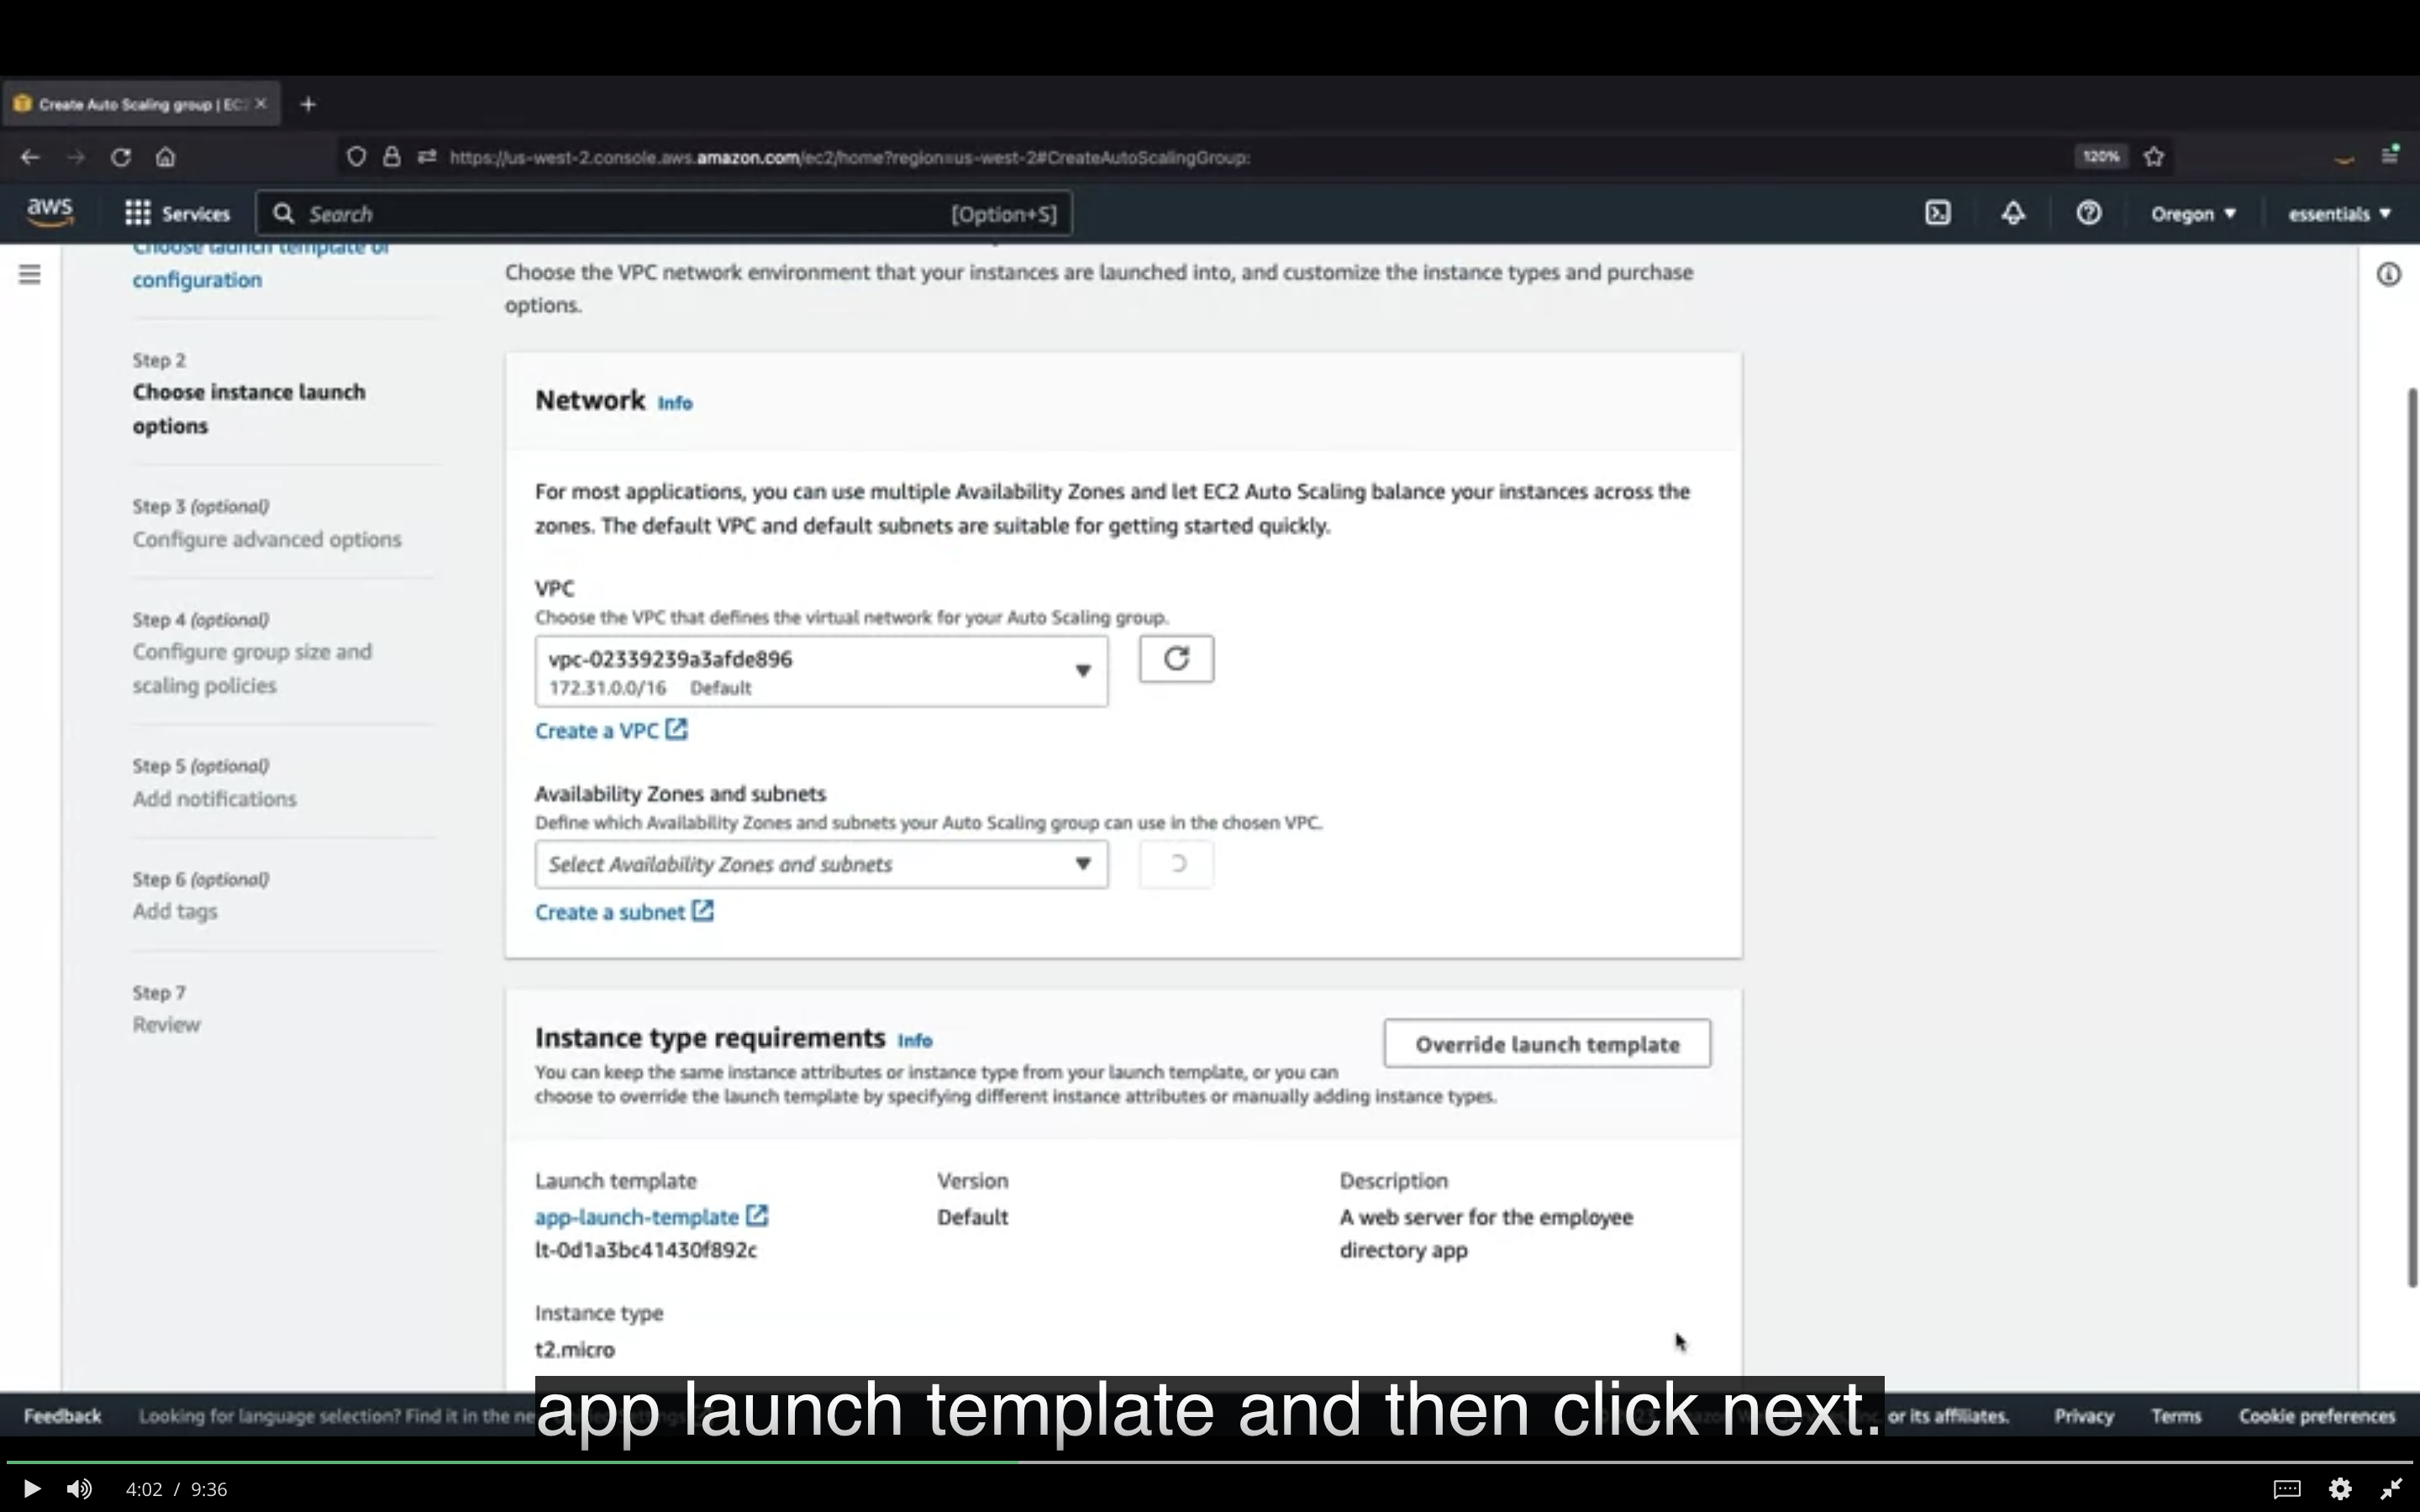 Create Auto Scaling group | EC
https://us-west-2.console.aws.amazon.com/ec2/home?region=us-west-2#CreateAutoScalingGroup:
120%
aws
Services
Search
[Option+S]
Oregon
essentials
Choose launch template or
configuration
Step 2
Choose instance launch
options
Step 3 (optional)
Configure advanced options
Step 4 (optional)
Configure group size and
scaling policies
Step 5 (optional)
Add notifications
Step 6 (optional)
Add tags
Step 7
Review
Choose the VPC network environment that your instances are launched into, and customize the instance types and purchase
options.
Network Info
For most applications, you can use multiple Availability Zones and let EC2 Auto Scaling balance your instances across the
zones. The default VPC and default subnets are suitable for getting started quickly.
VPC
Choose the VPC that defines the virtual network for your Auto Scaling group.
vpc-02339239a3afde896
172.31.0.0/16 Default
Create a VPC
Availability Zones and subnets
Define which Availability Zones and subnets your Auto Scaling group can use in the chosen VPC.
Select Availability Zones and subnets
Create a subnet
Instance type requirements Info
Override launch template
You can keep the same instance attributes or instance type from your launch template, or you can
choose to override the launch template by specifying different instance attributes or manually adding instance types.
Launch template
app-launch-template
lt-0d1a3bc41430f892c
Version
Default
Description
A web server for the employee
directory app
Instance type
t2.micro
app launch template and then click next.
Feedback
Looking for language selection? Find it in the
or its affiliates.
Privacy
Terms
Cookie preferences
4:02 / 9:36